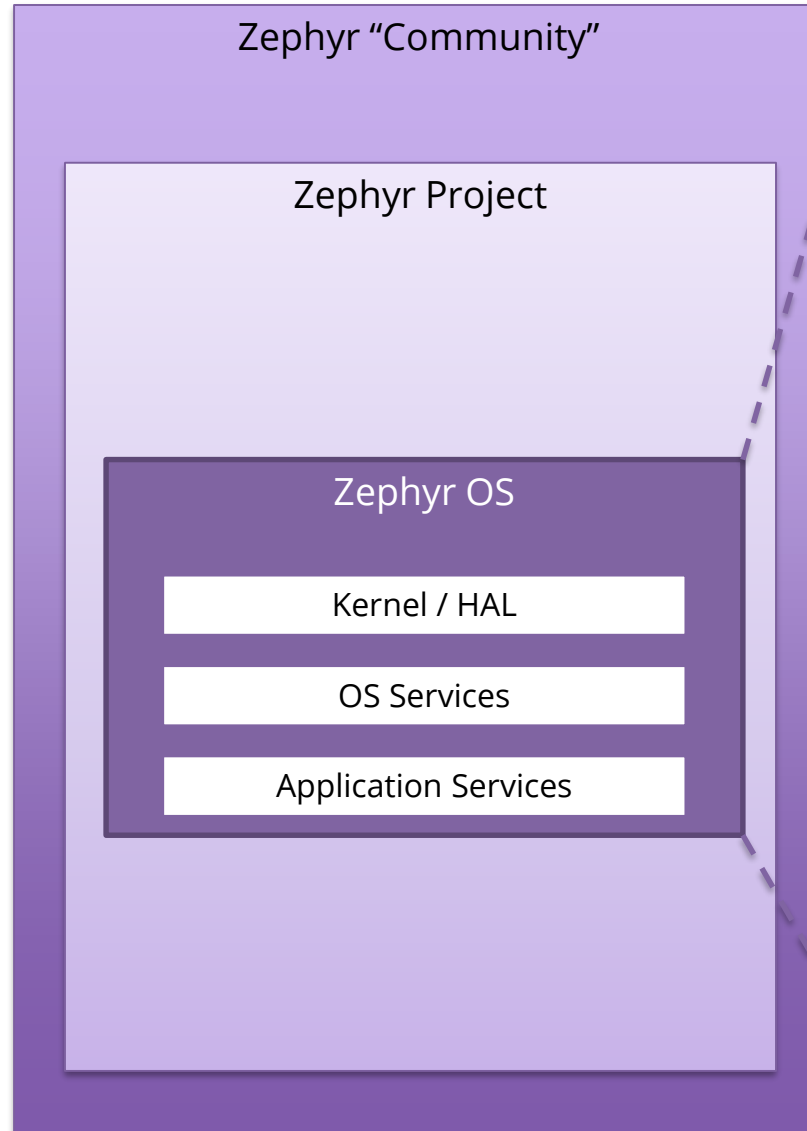 Zephyr “Community”
Zephyr Project
Zephyr OS
Kernel / HAL
OS Services
Application Services